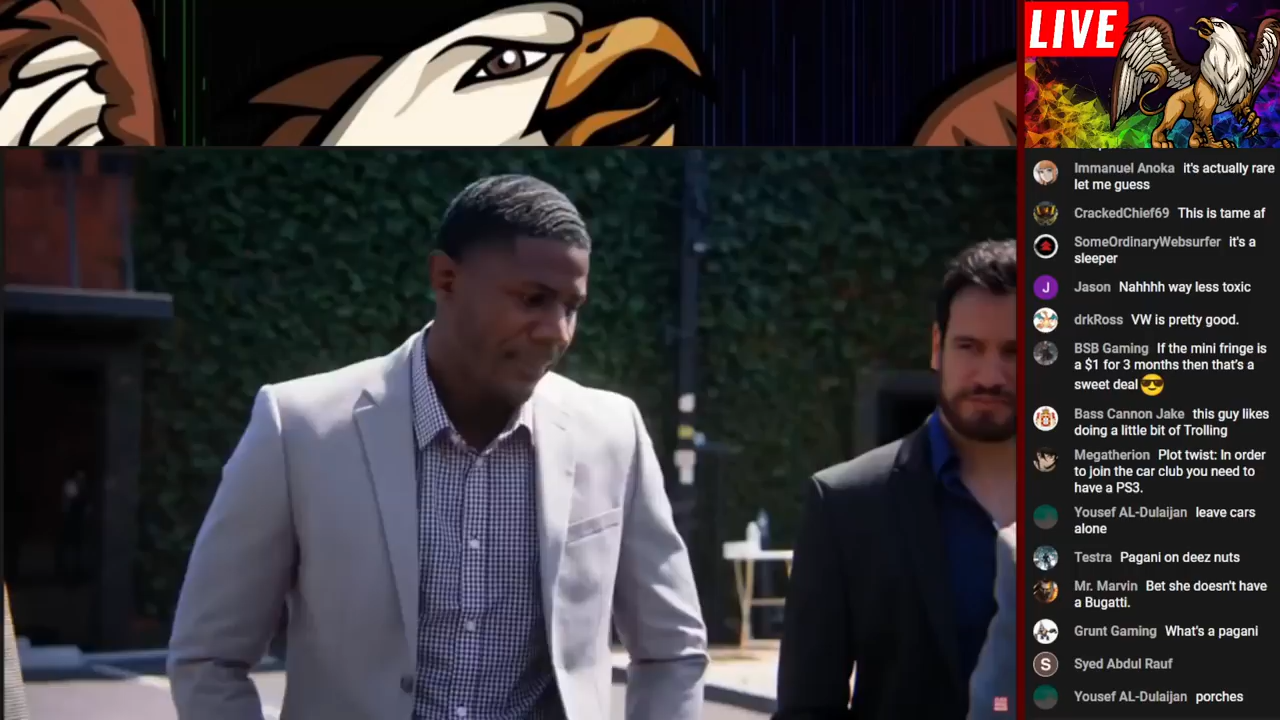 LIVE
Immanuel Anoka it's actually rare
let me guess
CrackedChief69 This is tame af
SomeOrdinaryWebsurfer it's a
sleeper
J
Jason Nahhhh way less toxic
drkRoss VW is pretty good.
BSB Gaming If the mini fringe is
a $1 for 3 months then that's a
sweet deal 😎
Bass Cannon Jake this guy likes
doing a little bit of Trolling
Megatherion Plot twist: In order
to join the car club you need to
have a PS3.
Yousef AL-Dulaijan leave cars
alone
Testra Pagani on deez nuts
Mr. Marvin Bet she doesn't have
a Bugatti.
Grunt Gaming What's a pagani
S
Syed Abdul Rauf
Yousef AL-Dulaijan porches